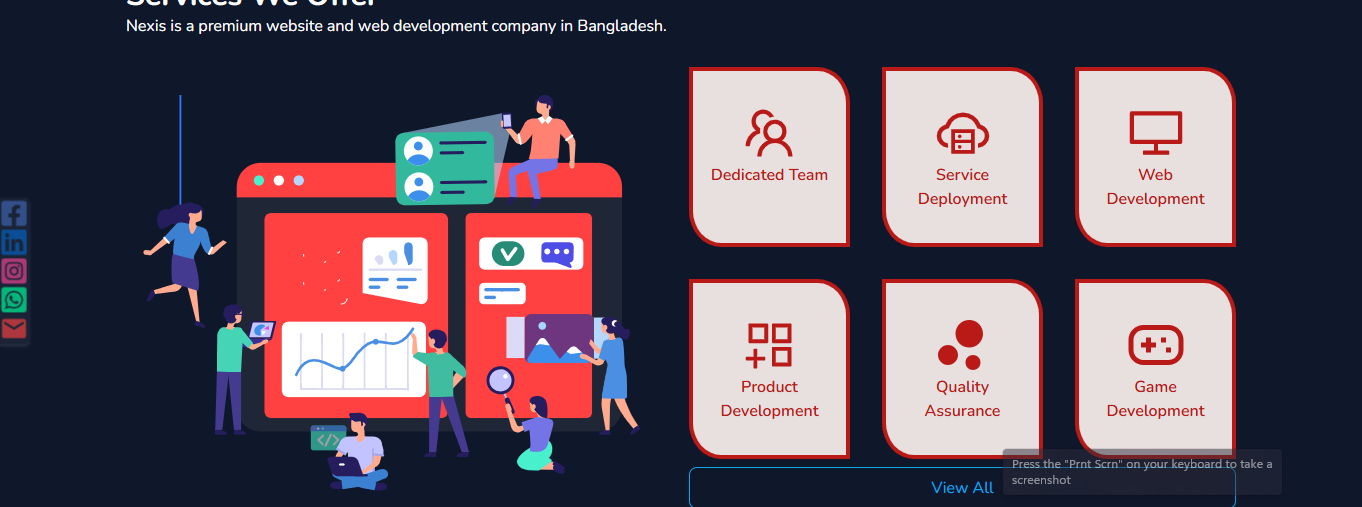 Services We Offer
Nexis is a premium website and web development company in Bangladesh.
Dedicated Team
Service
Deployment
Web
Development
Product
Development
Quality
Assurance
Game
Development
Press the "Prnt Scrn" on your keyboard to take a
screenshot
View All